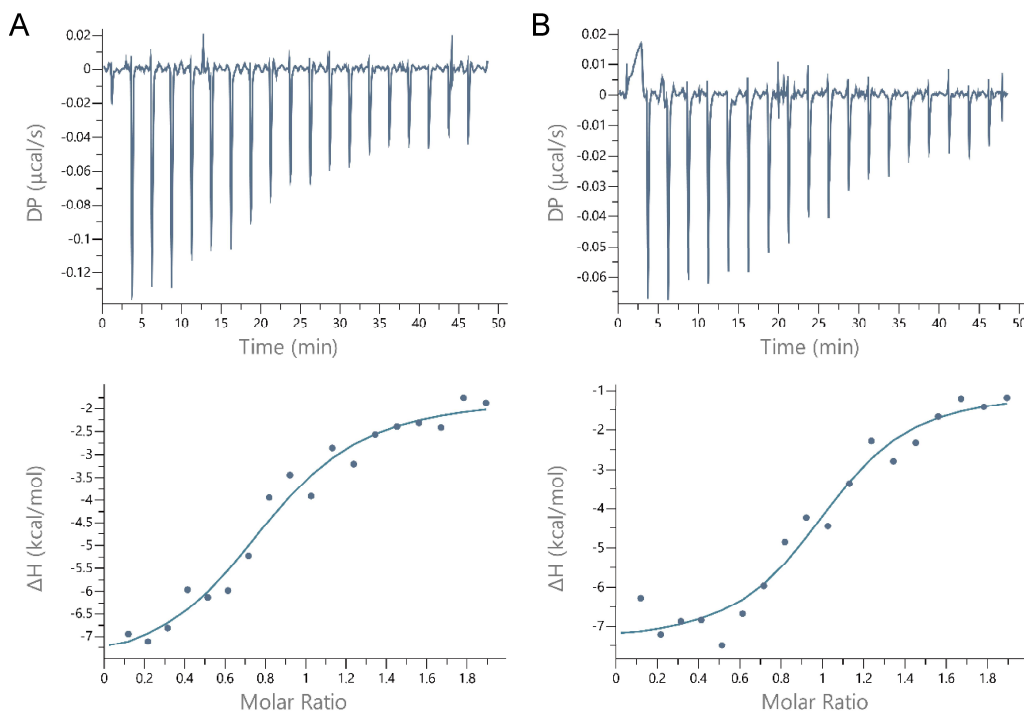 A
0.02
0
-0.02
-0.04
-0.06
-0.08
-0.1
-0.12
DP (μcal/s)
0 5 10 15 20 25 30 35 40 45 50
Time (min)
B
0.02
0.01
0
-0.01
-0.02
-0.03
-0.04
-0.05
-0.06
DP (μcal/s)
0 5 10 15 20 25 30 35 40 45 50
Time (min)
-2
-2.5
-3
-3.5
-4
-4.5
-5
-5.5
-6
-6.5
-7
ΔH (kcal/mol)
0 0.2 0.4 0.6 0.8 1 1.2 1.4 1.6 1.8
Molar Ratio
-1
-2
-3
-4
-5
-6
-7
ΔH (kcal/mol)
0 0.2 0.4 0.6 0.8 1 1.2 1.4 1.6 1.8
Molar Ratio